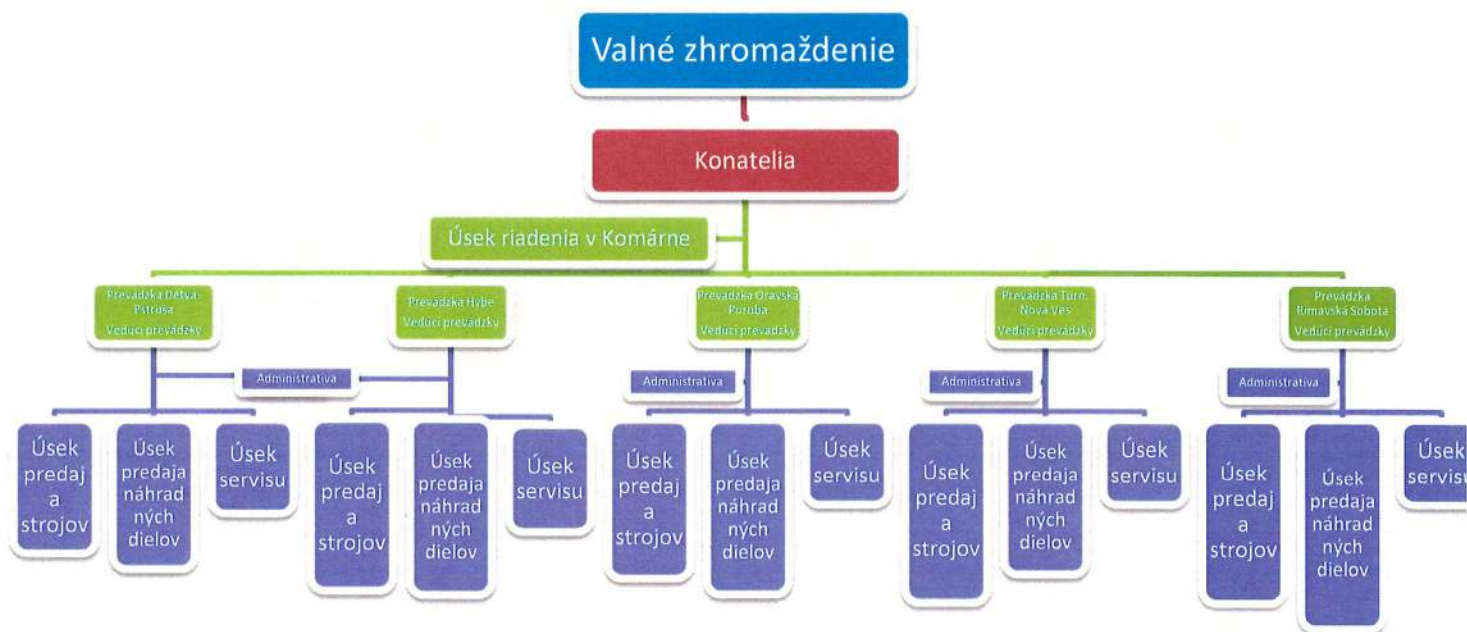 Valné zhromaždenie
Konatelia
Úsek riadenia v Komárne
Prevádzka Detva-
Pstruša
Vedúci prevádzky
Prevádzka Hybe
Vedúci prevádzky
Prevádzka Oravská
Poruba
Vedúci prevádzky
Prevádzka Turn.
Nová Ves
Vedúci prevádzky
Prevádzka
Rimavská Sobota
Vedúci prevádzky
Administratíva
Administratíva
Administratíva
Administratíva
Úsek
predaj
a
strojov
Úsek
predaja
náhrad
ných
dielov
Úsek
servisu
Úsek
predaj
a
strojov
Úsek
predaja
náhrad
ných
dielov
Úsek
servisu
Úsek
predaj
a
strojov
Úsek
predaja
náhrad
ných
dielov
Úsek
servisu
Úsek
predaj
a
strojov
Úsek
predaja
náhrad
ných
dielov
Úsek
servisu
Úsek
predaj
a
strojov
Úsek
predaja
náhrad
ných
dielov
Úsek
servisu